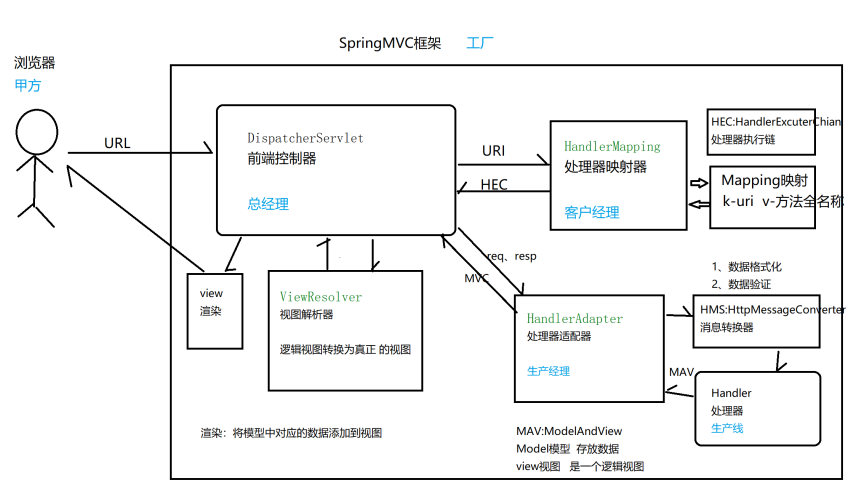 SpringMVC框架 工厂
浏览器
甲方
URL
DispatcherServlet
前端控制器
总经理
URI
HEC
HandlerMapping
处理器映射器
客户经理
HEC:HandlerExcuterChian
处理器执行链
Mapping映射
k-uri v-方法全名称
req、resp
MVC
view
渲染
ViewResolver
视图解析器
逻辑视图转换为真正 的视图
HandlerAdapter
处理器适配器
生产经理
1、数据格式化
2、数据验证
HMS:HttpMessageConverter
消息转换器
MAV
Handler
处理器
生产线
渲染：将模型中对应的数据添加到视图
MAV:ModelAndView
Model模型 存放数据
view视图 是一个逻辑视图